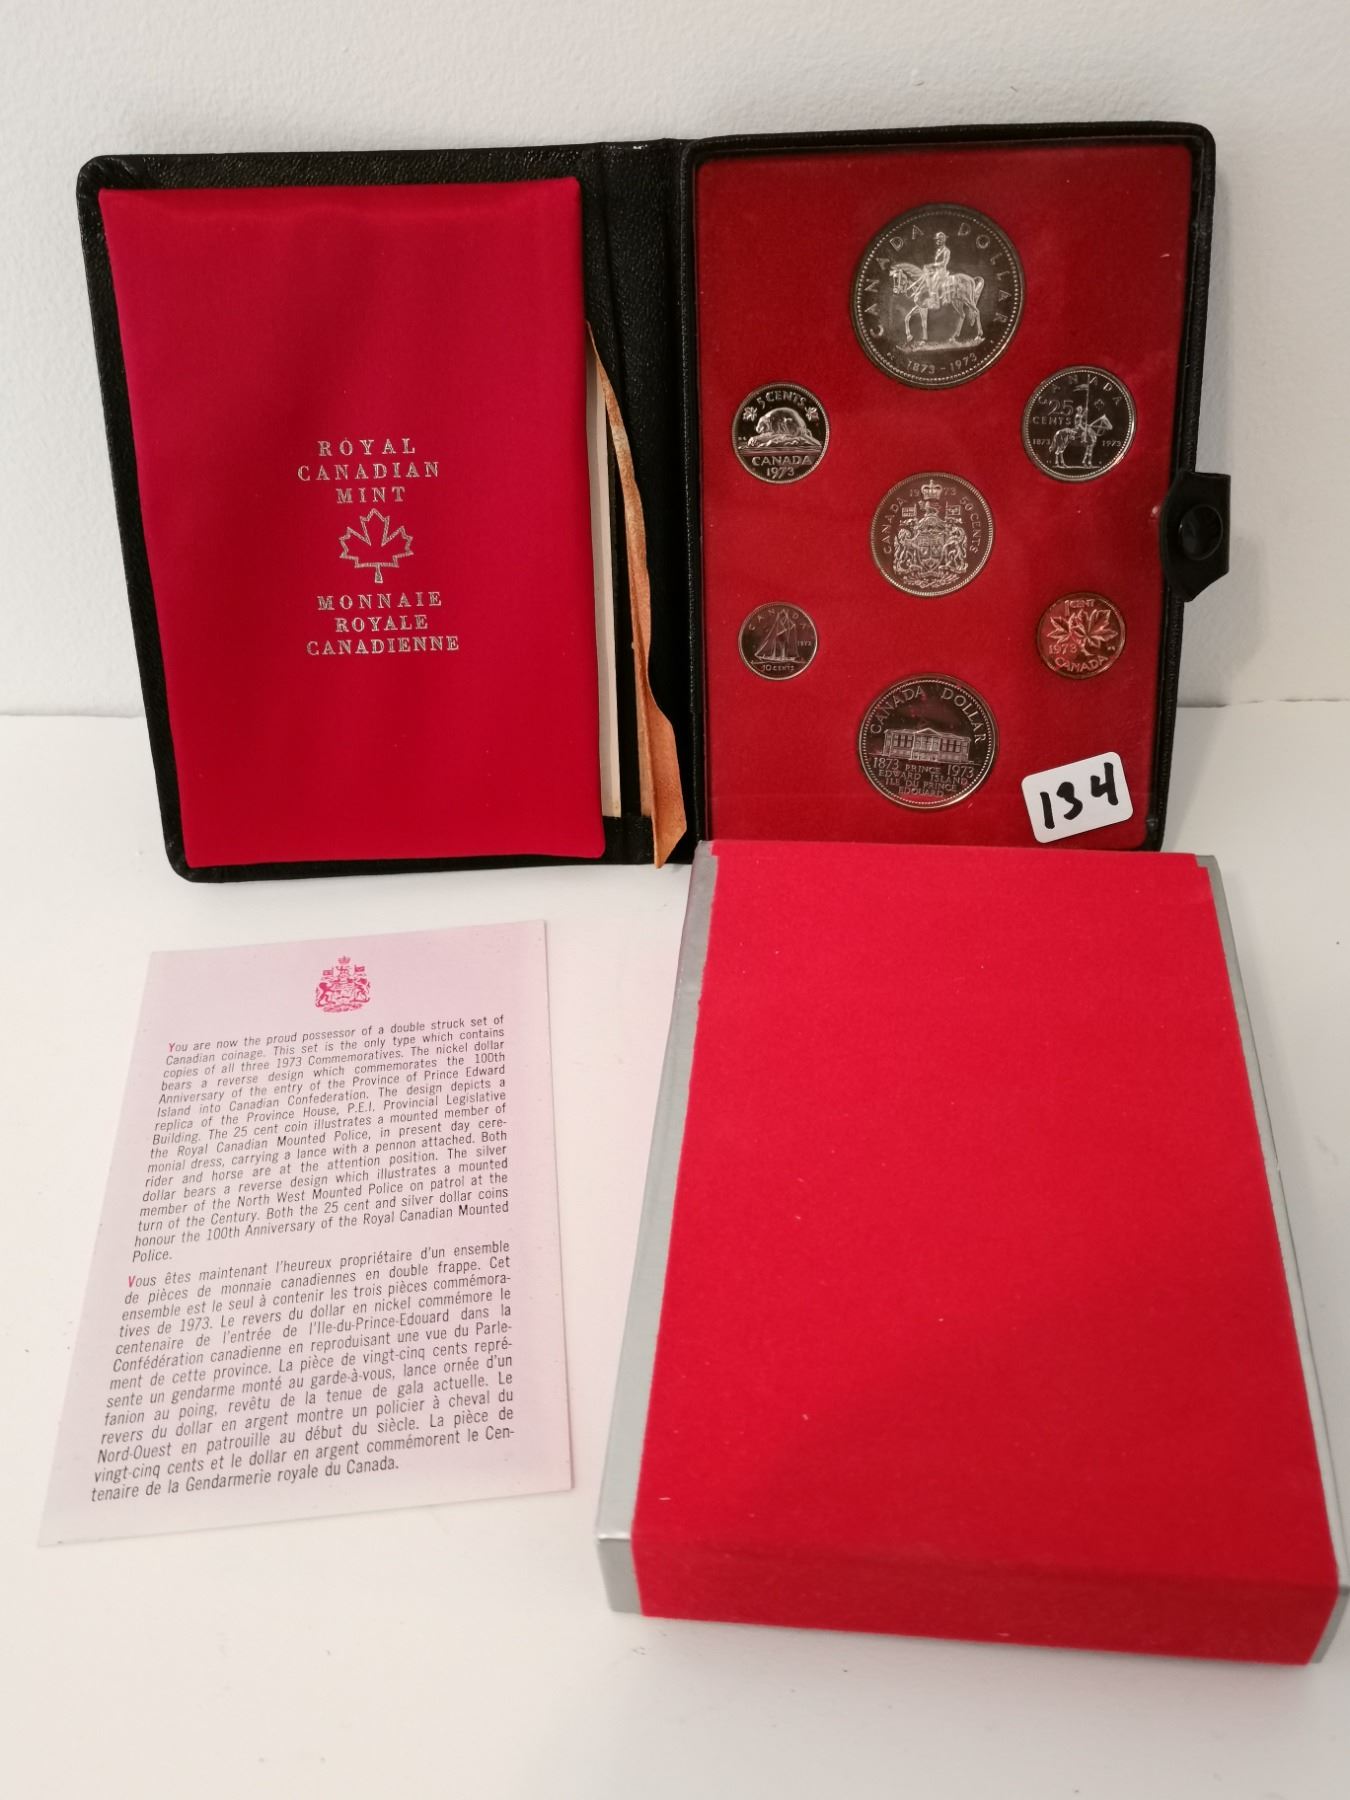 ROYAL
CANADIAN
MINT
MONNAIE
ROYALE
CANADIENNE
CANADA DOLLAR
1873 - 1973
5 CENTS
CANADA
1973
CANADA
25
CENTS
1873 1973
CANADA 1973 50 CENTS
CANADA
1973
10 CENTS
1 CENT
1973
CANADA
CANADA DOLLAR
1873 PRINCE 1973
EDWARD ISLAND
ILE DU PRINCE
EDOUARD
134
You are now the proud possessor of a double struck set of
Canadian coinage. This set is the only type which contains
copies of all three 1973 Commemoratives. The nickel dollar
bears a reverse design which commemorates the 100th
Anniversary of the entry of the Province of Prince Edward
Island into Canadian Confederation. The design depicts a
replica of the Province House, P.E.I. Provincial Legislative
Building. The 25 cent coin illustrates a mounted member of
the Royal Canadian Mounted Police, in present day cere-
monial dress, carrying a lance with a pennon attached. Both
rider and horse are at the attention position. The silver
dollar bears a reverse design which illustrates a mounted
member of the North West Mounted Police on patrol at the
turn of the Century. Both the 25 cent and silver dollar coins
honour the 100th Anniversary of the Royal Canadian Mounted
Police.
Vous êtes maintenant l'heureux propriétaire d'un ensemble
de pièces de monnaie canadiennes en double frappe. Cet
ensemble est le seul à contenir les trois pièces commémora-
tives de 1973. Le revers du dollar en nickel commémore le
centenaire de l'entrée de l'Ile-du-Prince-Edouard dans la
Confédération canadienne en reproduisant une vue du Parle-
ment de cette province. La pièce de vingt-cinq cents repré-
sente un gendarme monté au garde-à-vous, lance ornée d'un
fanion au poing, revêtu de la tenue de gala actuelle. Le
revers du dollar en argent montre un policier à cheval du
Nord-Ouest en patrouille au début du siècle. La pièce de
vingt-cinq cents et le dollar en argent commémorent le Cen-
tenaire de la Gendarmerie royale du Canada.